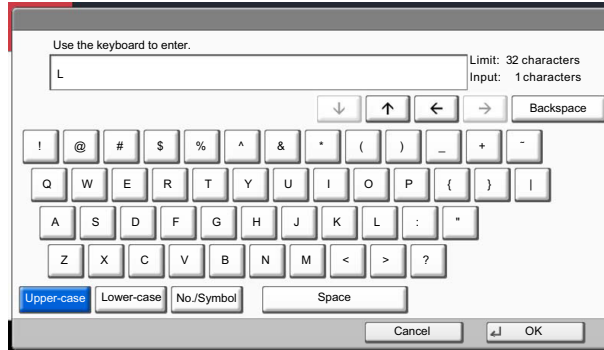 Use the keyboard to enter.
L
Limit: 32 characters
Input: 1 characters
↓ ↑ ← → Backspace
! @ # $ % ^ & * ( ) _ + ~
Q W E R T Y U I O P { } |
A S D F G H J K L : "
Z X C V B N M < > ?
Upper-case Lower-case No./Symbol Space
Cancel OK